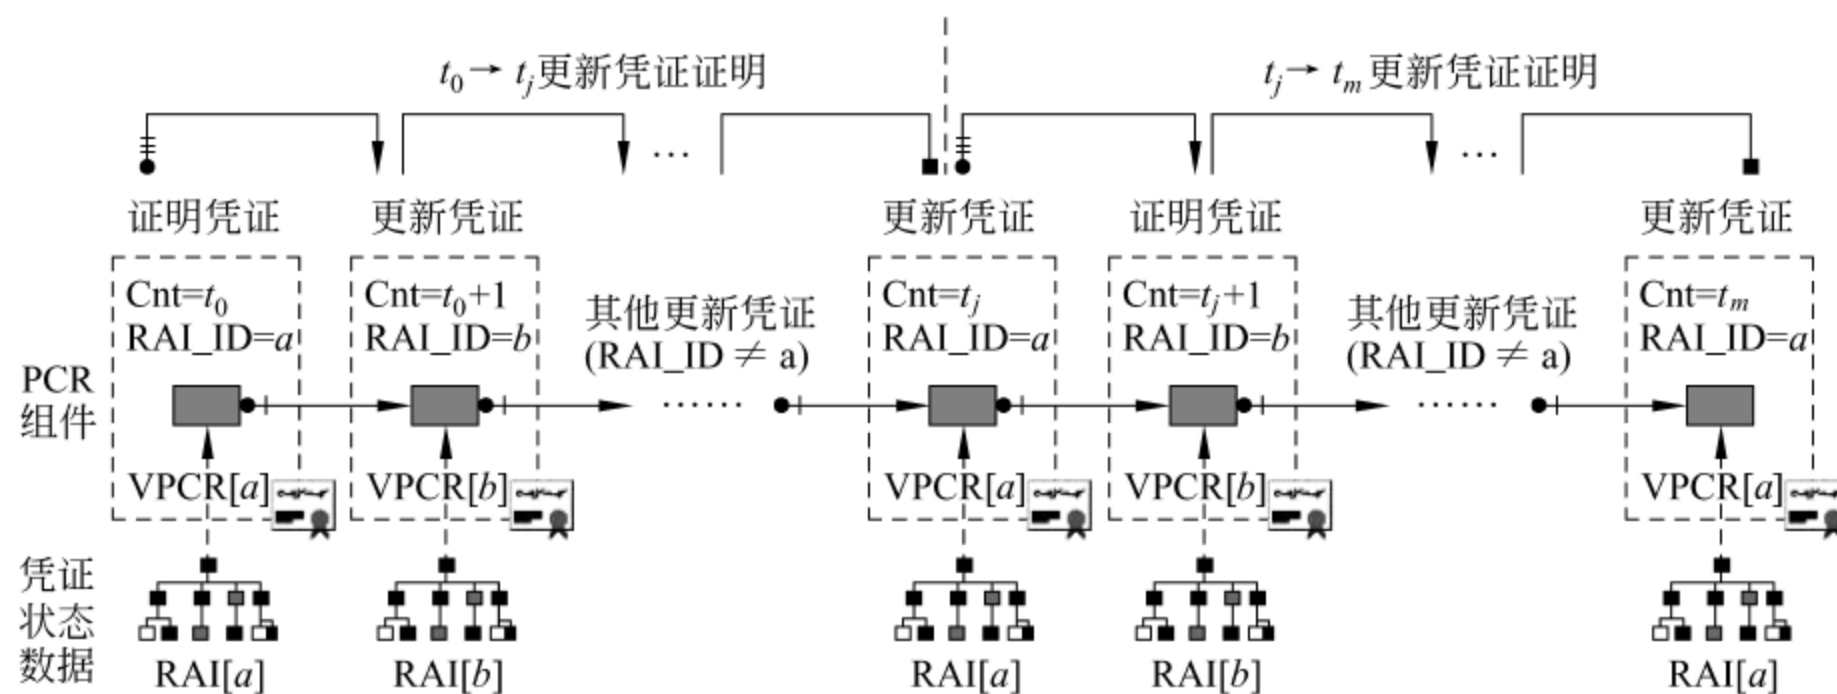 t₀→ tⱼ更新凭证证明
tⱼ→ tₘ更新凭证证明
…
…
证明凭证
更新凭证
更新凭证
证明凭证
更新凭证
Cnt=t₀
RAI_ID=a
Cnt=t₀+1
RAI_ID=b
其他更新凭证
(RAI_ID ≠ a)
Cnt=tⱼ
RAI_ID=a
Cnt=tⱼ+1
RAI_ID=b
其他更新凭证
(RAI_ID ≠ a)
Cnt=tₘ
RAI_ID=a
PCR
组件
……
……
VPCR[a]
VPCR[b]
VPCR[a]
VPCR[b]
VPCR[a]
凭证
状态
数据
RAI[a]
RAI[b]
RAI[a]
RAI[b]
RAI[a]